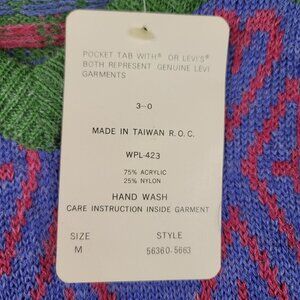 POCKET TAB WITH® OR LEVI'S®
BOTH REPRESENT GENUINE LEVI
GARMENTS
3-0
MADE IN TAIWAN R.O.C.
WPL-423
75% ACRYLIC
25% NYLON
HAND WASH
CARE INSTRUCTION INSIDE GARMENT
SIZE STYLE
M 56360-5663